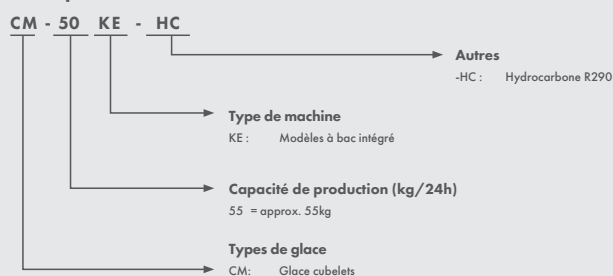 CM - 50 KE - HC
Autres
-HC : Hydrocarbone R290
Type de machine
KE : Modèles à bac intégré
Capacité de production (kg/24h)
55 = approx. 55kg
Types de glace
CM: Glace cubelets